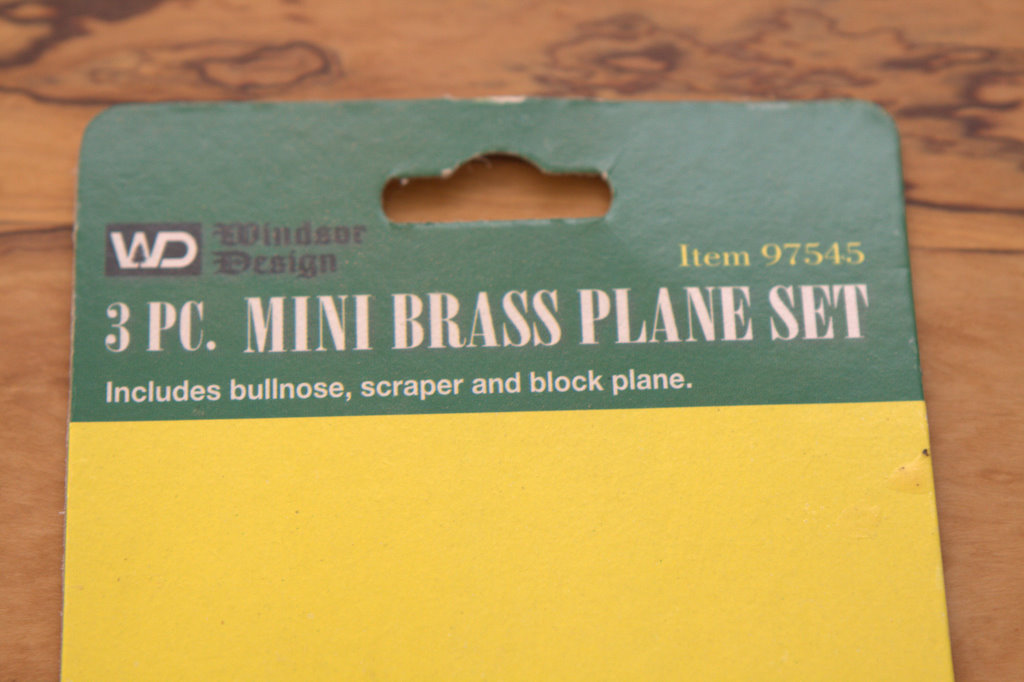 WD
Windsor
Design
Item 97545
3 PC. MINI BRASS PLANE SET
Includes bullnose, scraper and block plane.